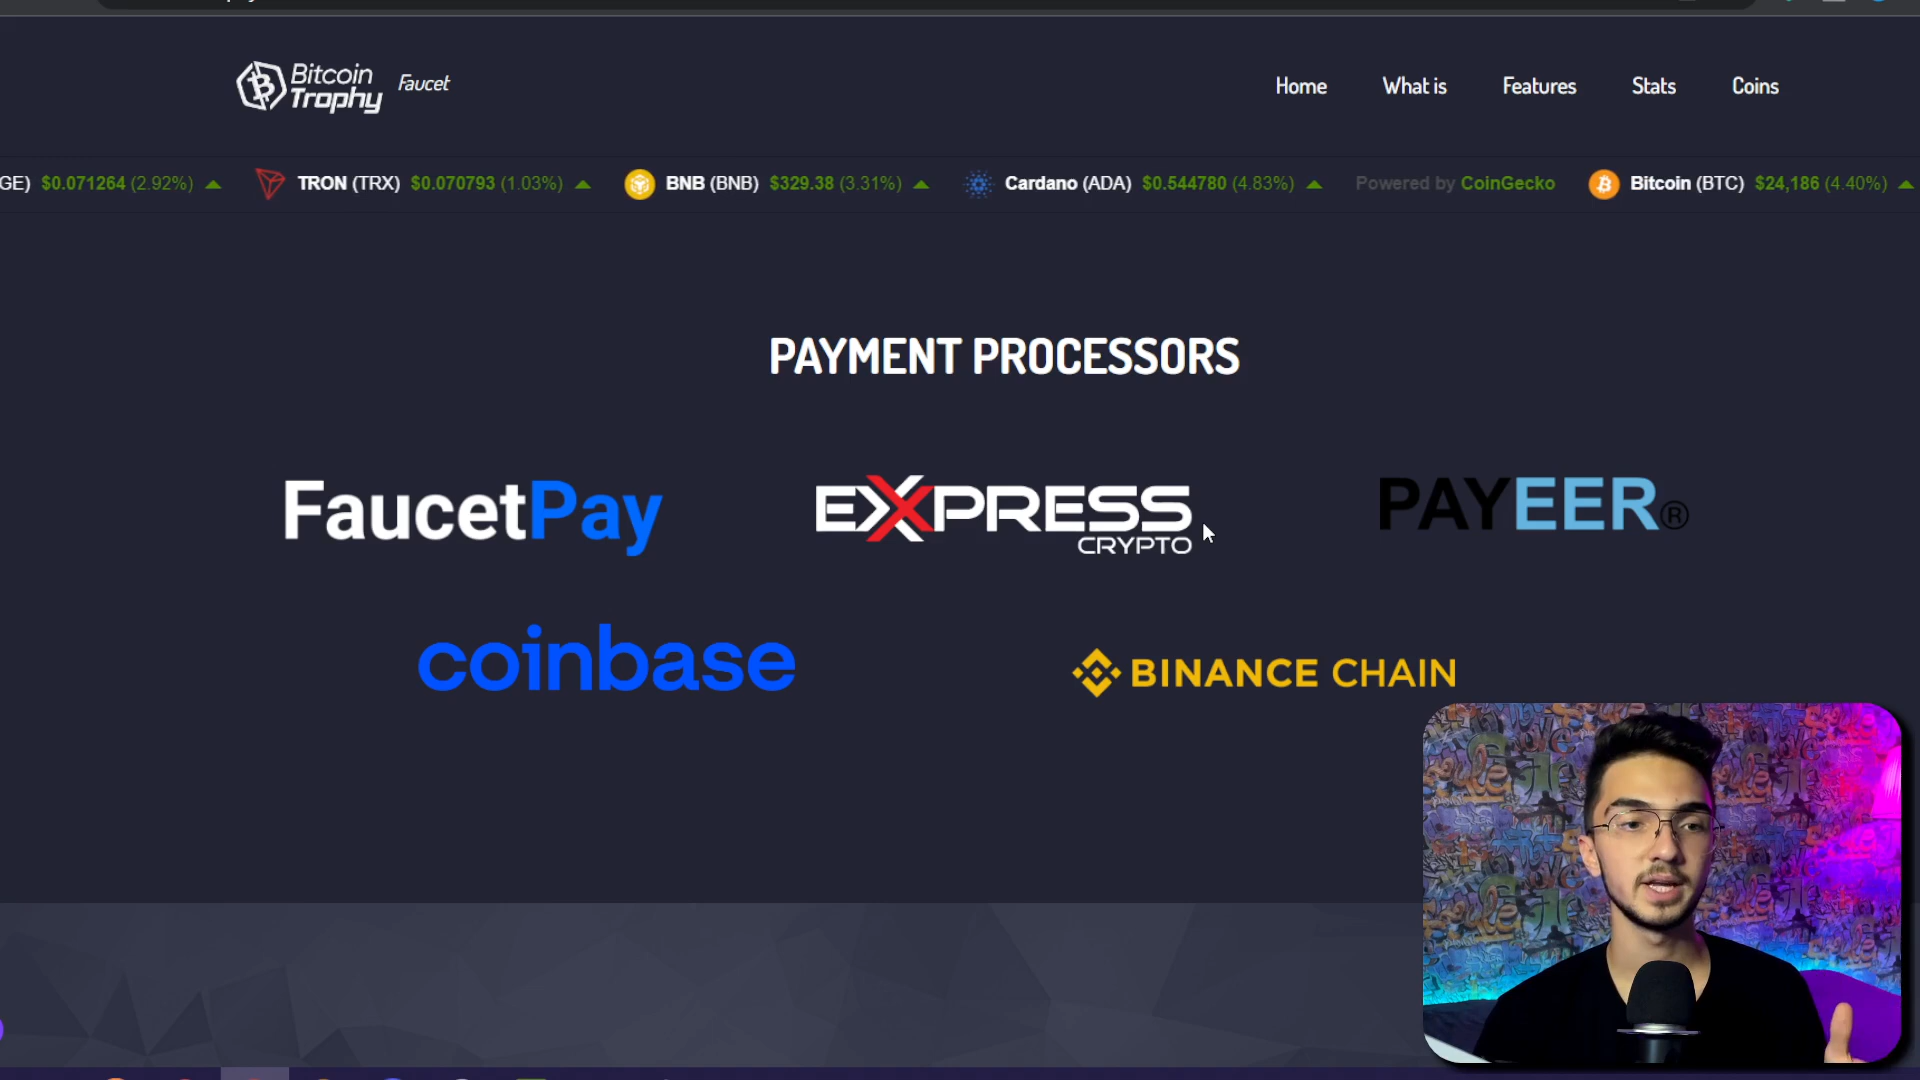 Bitcoin
Trophy
Faucet
Home What is Features Stats Coins
GE) $0.071264 (2.92%) TRON (TRX) $0.070793 (1.03%) BNB (BNB) $329.38 (3.31%) Cardano (ADA) $0.544780 (4.83%) Powered by CoinGecko Bitcoin (BTC) $24,186 (4.40%)
PAYMENT PROCESSORS
FaucetPay
EXPRESS
CRYPTO
PAYEER®
coinbase
BINANCE CHAIN